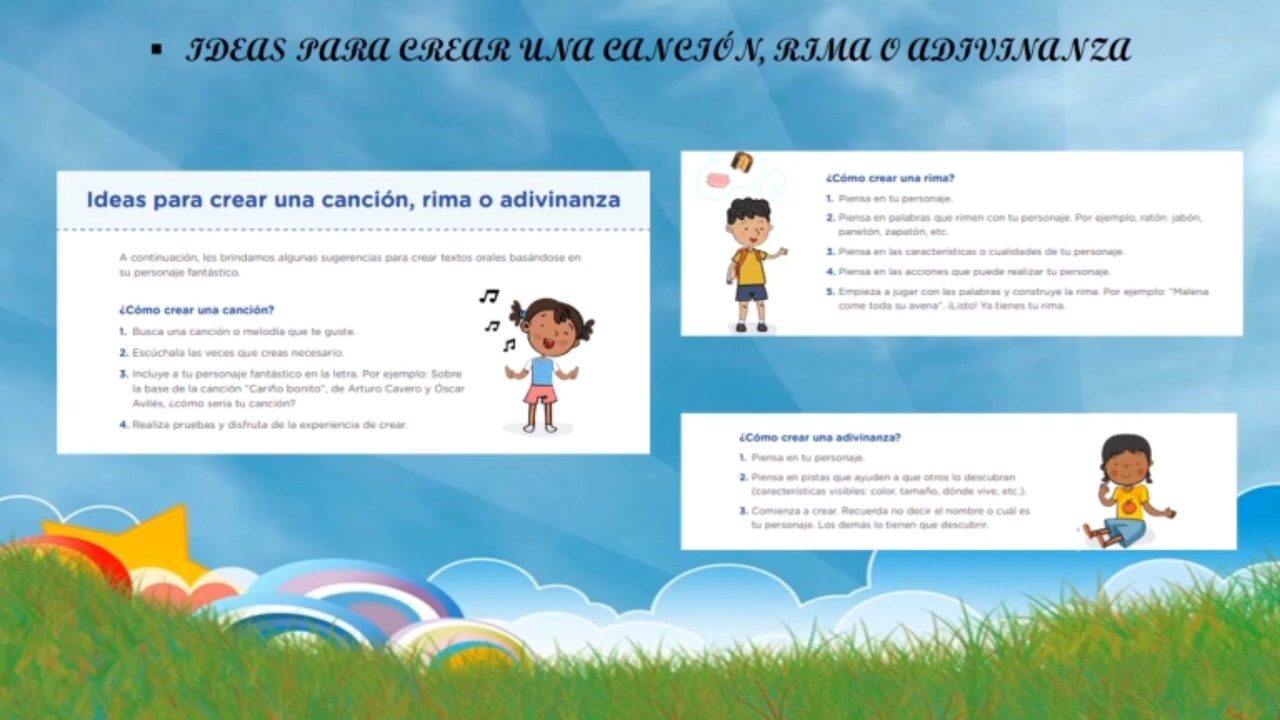 ▪ IDEAS PARA CREAR UNA CANCIÓN, RIMA O ADIVINANZA
Ideas para crear una canción, rima o adivinanza
A continuación, les brindamos algunas sugerencias para crear textos orales basándose en
su personaje fantástico.
¿Cómo crear una canción?
1. Busca una canción o melodía que te guste.
2. Escúchala las veces que creas necesario.
3. Incluye a tu personaje fantástico en la letra. Por ejemplo: Sobre
la base de la canción "Cariño bonito", de Arturo Cavero y Óscar
Avilés, ¿cómo sería tu canción?
4. Realiza pruebas y disfruta de la experiencia de crear.
¿Cómo crear una rima?
1. Piensa en tu personaje.
2. Piensa en palabras que rimen con tu personaje. Por ejemplo, ratón: jabón,
panetón, zapatón, etc.
3. Piensa en las características o cualidades de tu personaje.
4. Piensa en las acciones que puede realizar tu personaje.
5. Empieza a jugar con las palabras y construye la rima. Por ejemplo: "Malena
come toda su avena". ¡Listo! Ya tienes tu rima.
¿Cómo crear una adivinanza?
1. Piensa en tu personaje.
2. Piensa en pistas que ayuden a que otros lo descubran
(características visibles: color, tamaño, dónde vive, etc.).
3. Comienza a crear. Recuerda no decir el nombre o cuál es
tu personaje. Los demás lo tienen que descubrir.